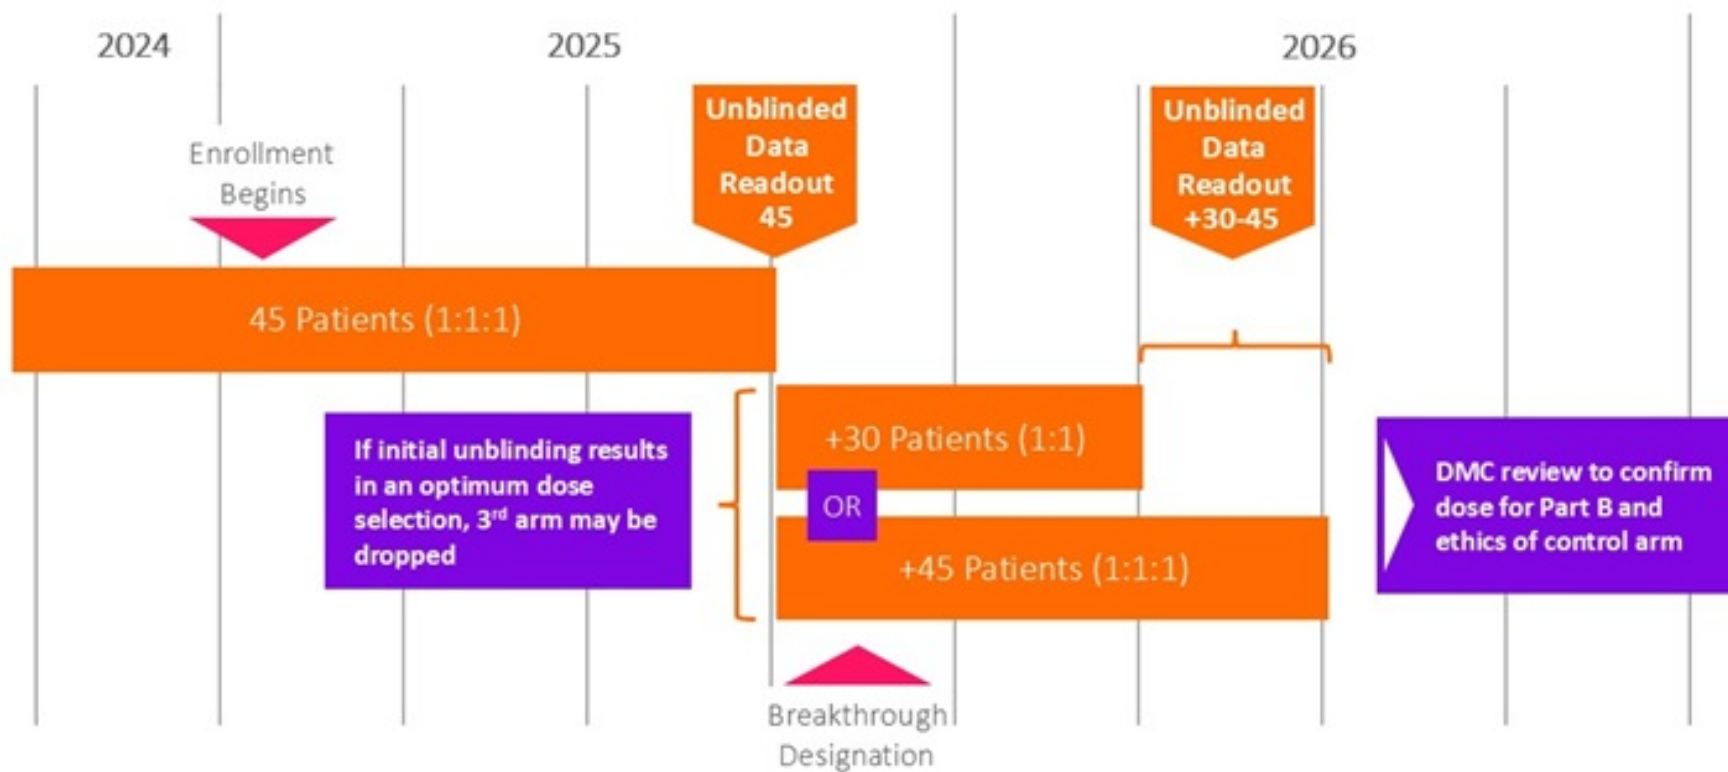 2024
2025
2026
Enrollment
Begins
Unblinded
Data
Readout
45
Unblinded
Data
Readout
+30-45
45 Patients (1:1:1)
If initial unblinding results
in an optimum dose
selection, 3rd arm may be
dropped
+30 Patients (1:1)
OR
+45 Patients (1:1:1)
DMC review to confirm
dose for Part B and
ethics of control arm
Breakthrough
Designation